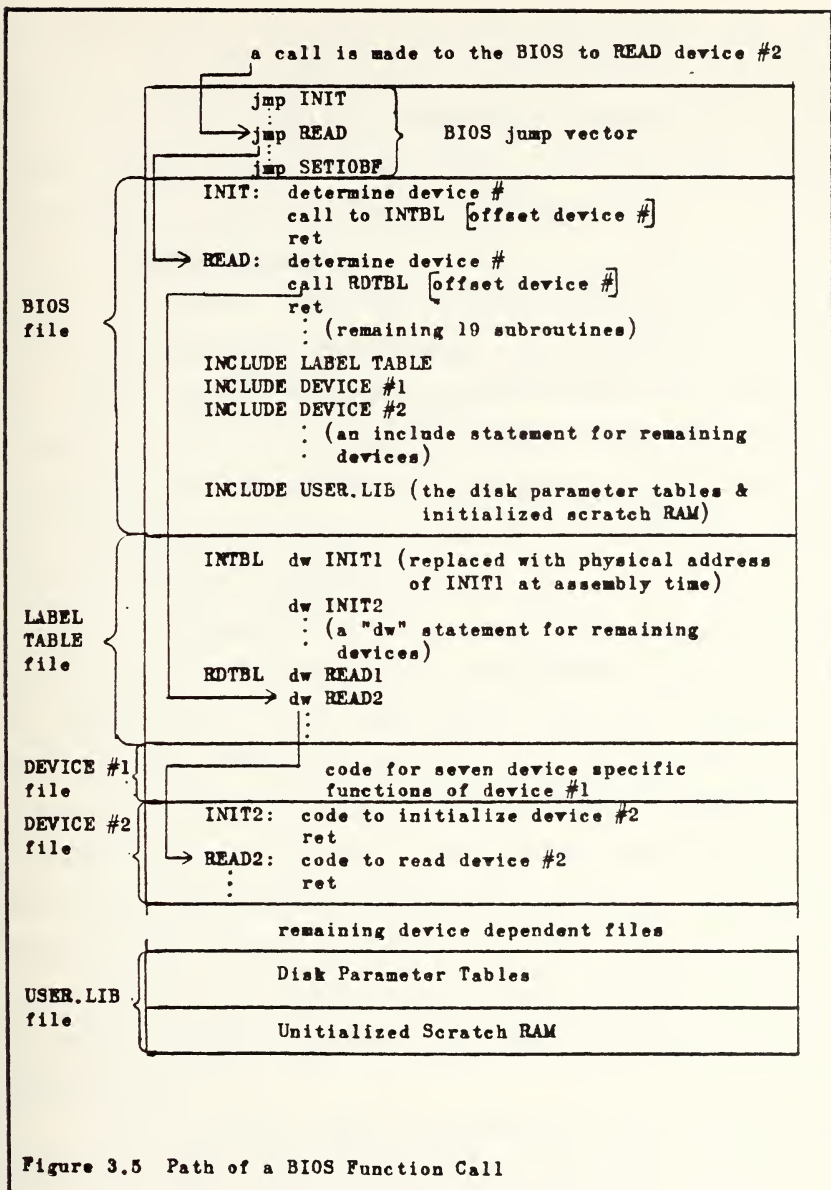 a call is made to the BIOS to READ device #2
jmp INIT
jmp READ
BIOS jump vector
jmp SETIOBF
INIT: determine device #
call to INTBL [offset device #]
ret
READ: determine device #
call RDTBL [offset device #]
ret
(remaining 19 subroutines)
BIOS
file
INCLUDE LABEL TABLE
INCLUDE DEVICE #1
INCLUDE DEVICE #2
(an include statement for remaining
devices)
INCLUDE USER.LIB (the disk parameter tables &
initialized scratch RAM)
INTBL dw INIT1 (replaced with physical address
of INIT1 at assembly time)
dw INIT2
(a "dw" statement for remaining
devices)
LABEL
TABLE
file
RDTBL dw READ1
dw READ2
DEVICE #1
file
code for seven device specific
functions of device #1
DEVICE #2
file
INIT2: code to initialize device #2
ret
READ2: code to read device #2
ret
remaining device dependent files
USER.LIB
file
Disk Parameter Tables
Unitialized Scratch RAM
Figure 3.5 Path of a BIOS Function Call